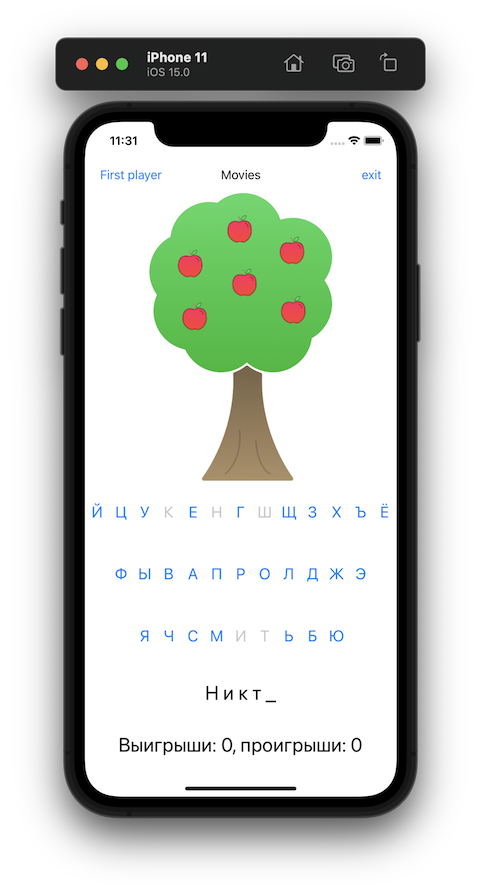 iPhone 11
iOS 15.0
11:31
First player Movies exit
Й Ц У К Е Н Г Ш Щ З Х Ъ Ё
Ф Ы В А П Р О Л Д Ж Э
Я Ч С М И Т Ь Б Ю
Н и к т _
Выигрыши: 0, проигрыши: 0